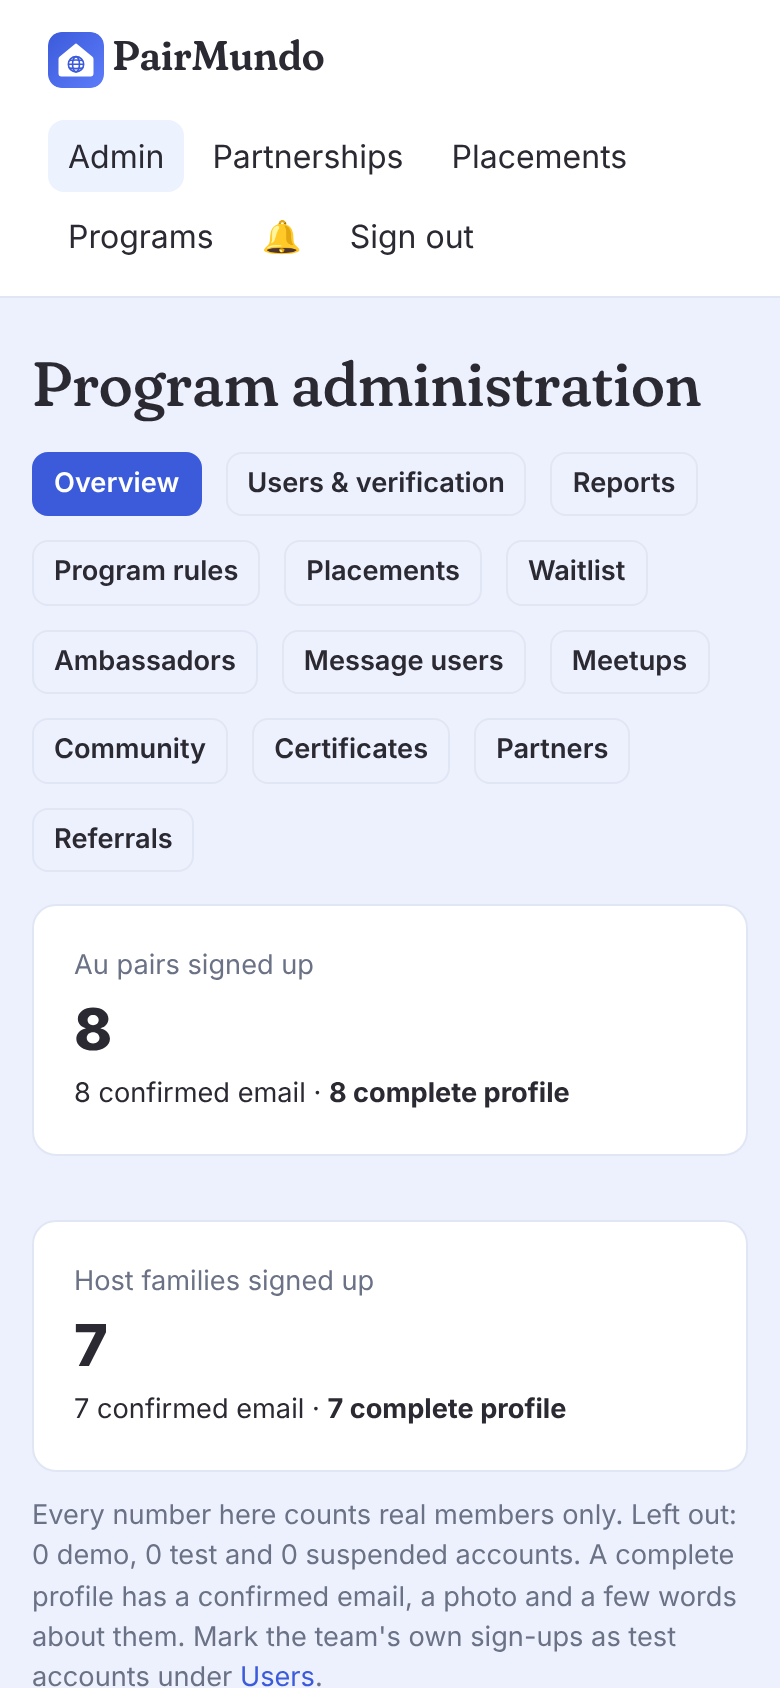 PairMundo
Admin Partnerships Placements
Programs 🔔 Sign out
Program administration
Overview Users & verification Reports
Program rules Placements Waitlist
Ambassadors Message users Meetups
Community Certificates Partners
Referrals
Au pairs signed up
8
8 confirmed email · 8 complete profile
Host families signed up
7
7 confirmed email · 7 complete profile
Every number here counts real members only. Left out:
0 demo, 0 test and 0 suspended accounts. A complete
profile has a confirmed email, a photo and a few words
about them. Mark the team's own sign-ups as test
accounts under Users.